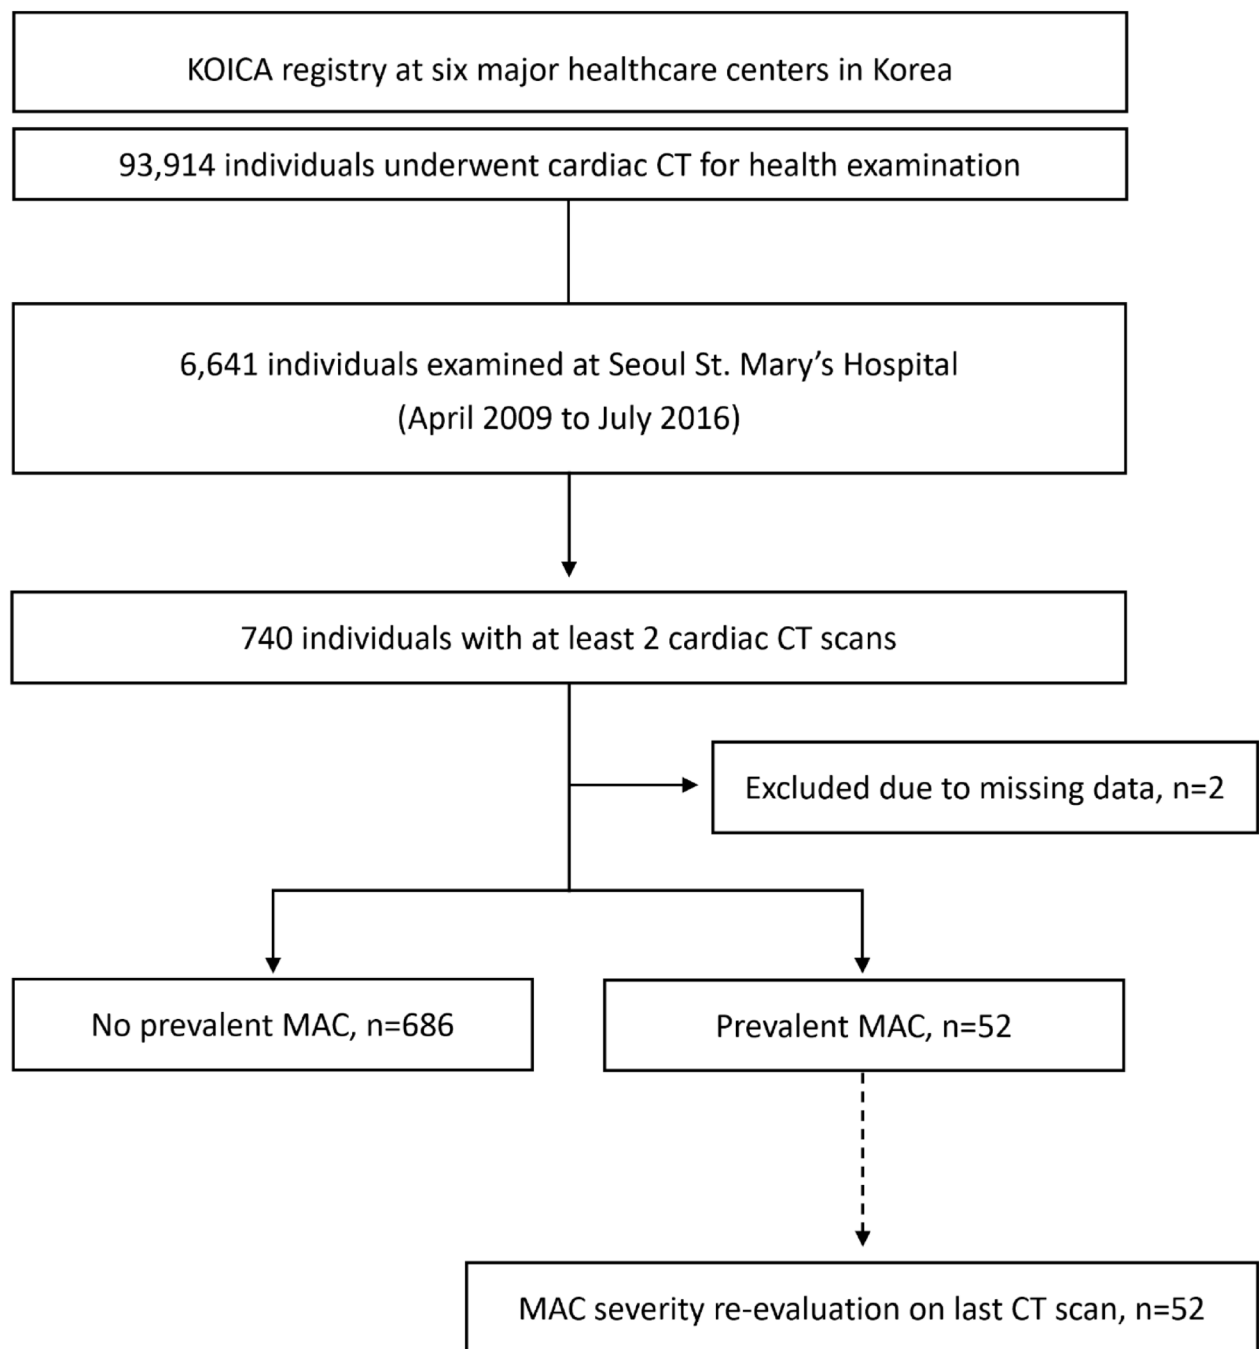 KOICA registry at six major healthcare centers in Korea
93,914 individuals underwent cardiac CT for health examination
6,641 individuals examined at Seoul St. Mary’s Hospital
(April 2009 to July 2016)
740 individuals with at least 2 cardiac CT scans
Excluded due to missing data, n=2
No prevalent MAC, n=686
Prevalent MAC, n=52
MAC severity re-evaluation on last CT scan, n=52